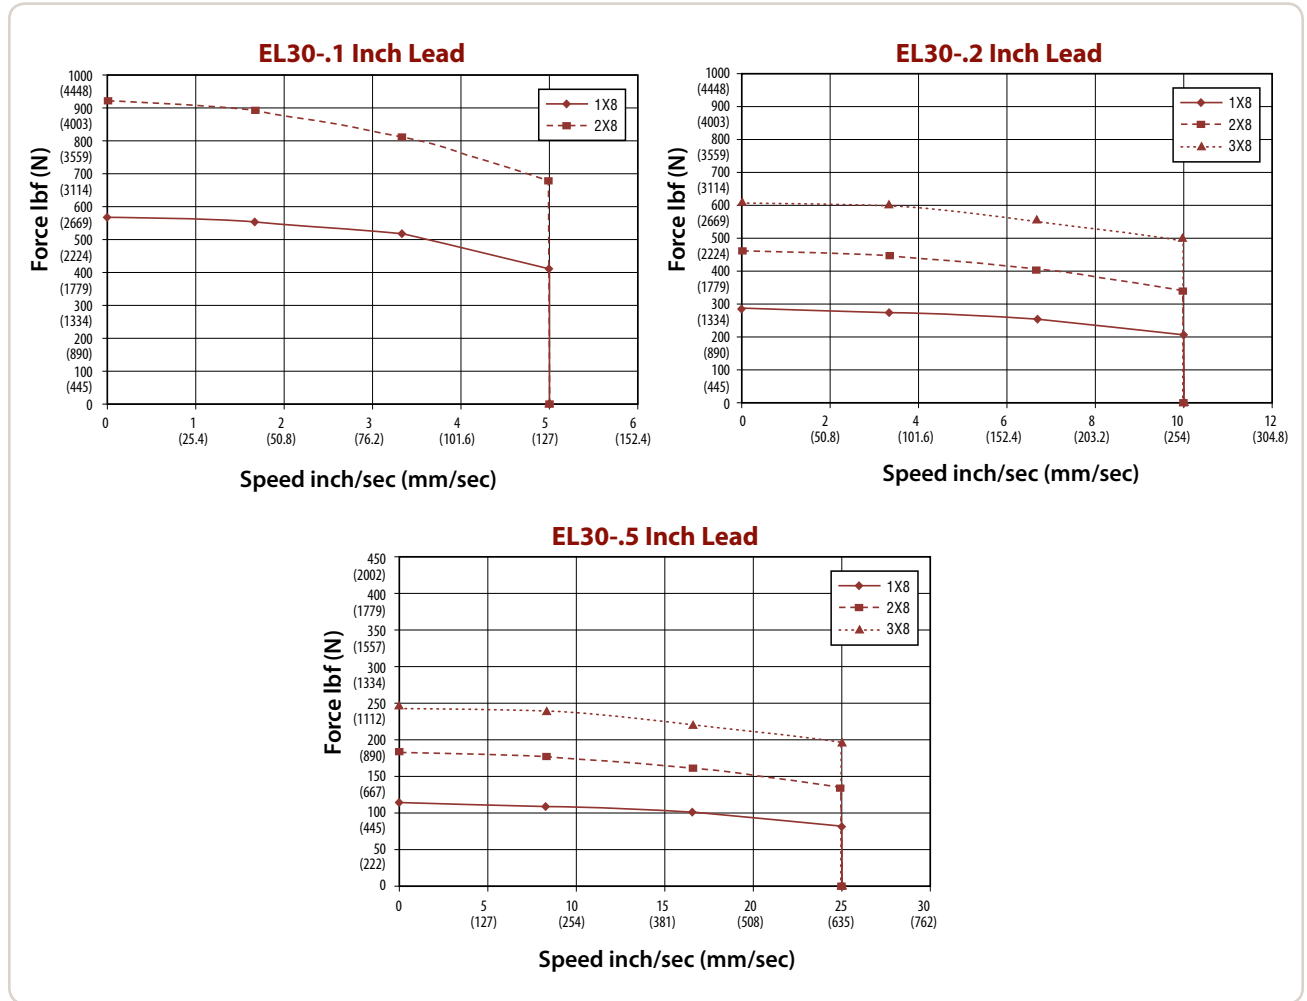 EL30-.1 Inch Lead
Force lbf (N)
1000
(4448)
900
(4003)
800
(3559)
700
(3114)
600
(2669)
500
(2224)
400
(1779)
300
(1334)
200
(890)
100
(445)
0
1X8
2X8
0 1 2 3 4 5 6
(25.4) (50.8) (76.2) (101.6) (127) (152.4)
Speed inch/sec (mm/sec)
EL30-.2 Inch Lead
Force lbf (N)
1000
(4448)
900
(4003)
800
(3559)
700
(3114)
600
(2669)
500
(2224)
400
(1779)
300
(1334)
200
(890)
100
(445)
0
1X8
2X8
3X8
0 2 4 6 8 10 12
(50.8) (101.6) (152.4) (203.2) (254) (304.8)
Speed inch/sec (mm/sec)
EL30-.5 Inch Lead
Force lbf (N)
450
(2002)
400
(1779)
350
(1557)
300
(1334)
250
(1112)
200
(890)
150
(667)
100
(445)
50
(222)
0
1X8
2X8
3X8
0 5 10 15 20 25 30
(127) (254) (381) (508) (635) (762)
Speed inch/sec (mm/sec)